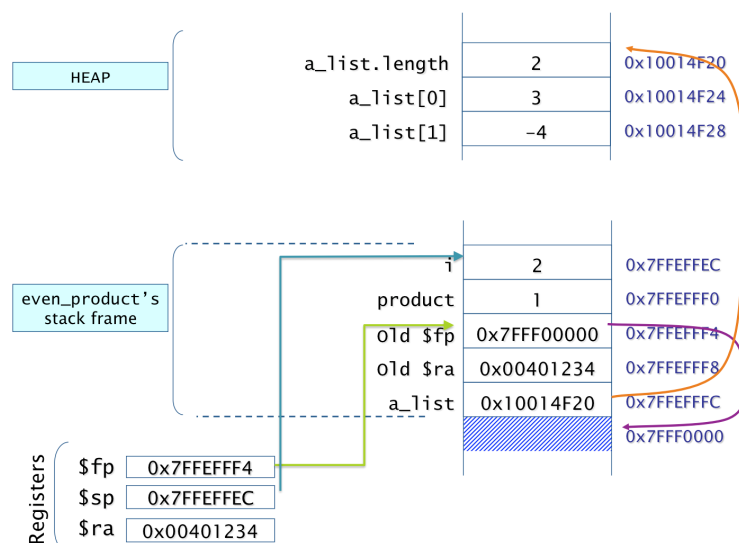 HEAP
a_list.length 2 0x10014F20
a_list[0] 3 0x10014F24
a_list[1] -4 0x10014F28
i 2 0x7FFEFFEC
product 1 0x7FFEFFF0
even_product's
stack frame
Old $fp 0x7FFF00000 0x7FFEFFF4
Old $ra 0x00401234 0x7FFEFFF8
a_list 0x10014F20 0x7FFEFFFC
0x7FFF0000
Registers
$fp 0x7FFEFFF4
$sp 0x7FFEFFEC
$ra 0x00401234